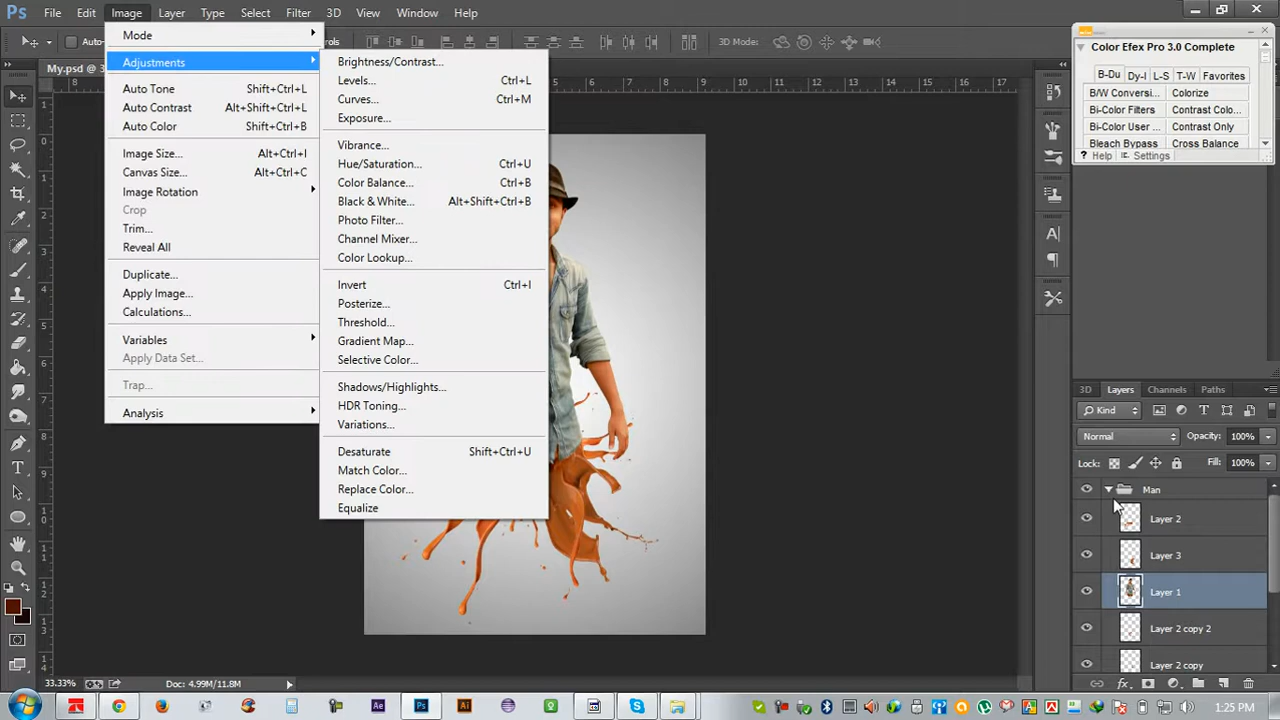 Ps File Edit Image Layer Type Select Filter 3D View Window Help
3D Mode:
My.psd @
Mode
Adjustments
Auto Tone Shift+Ctrl+L
Auto Contrast Alt+Shift+Ctrl+L
Auto Color Shift+Ctrl+B
Image Size... Alt+Ctrl+I
Canvas Size... Alt+Ctrl+C
Image Rotation
Crop
Trim...
Reveal All
Duplicate...
Apply Image...
Calculations...
Variables
Apply Data Set...
Trap...
Analysis
Brightness/Contrast...
Levels... Ctrl+L
Curves... Ctrl+M
Exposure...
Vibrance...
Hue/Saturation... Ctrl+U
Color Balance... Ctrl+B
Black & White... Alt+Shift+Ctrl+B
Photo Filter...
Channel Mixer...
Color Lookup...
Invert Ctrl+I
Posterize...
Threshold...
Gradient Map...
Selective Color...
Shadows/Highlights...
HDR Toning...
Variations...
Desaturate Shift+Ctrl+U
Match Color...
Replace Color...
Equalize
Color Efex Pro 3.0 Complete
B-Du Dy-I L-S T-W Favorites
B/W Conversi... Colorize
Bi-Color Filters Contrast Colo...
Bi-Color User ... Contrast Only
Bleach Bypass Cross Balance
? Help Settings
3D Layers Channels Paths
Kind
Normal Opacity: 100%
Lock: Fill: 100%
Man
Layer 2
Layer 3
Layer 1
Layer 2 copy 2
Layer 2 copy
33.33% Doc: 4.99M/11.8M
Ae Ps Ai
1:25 PM